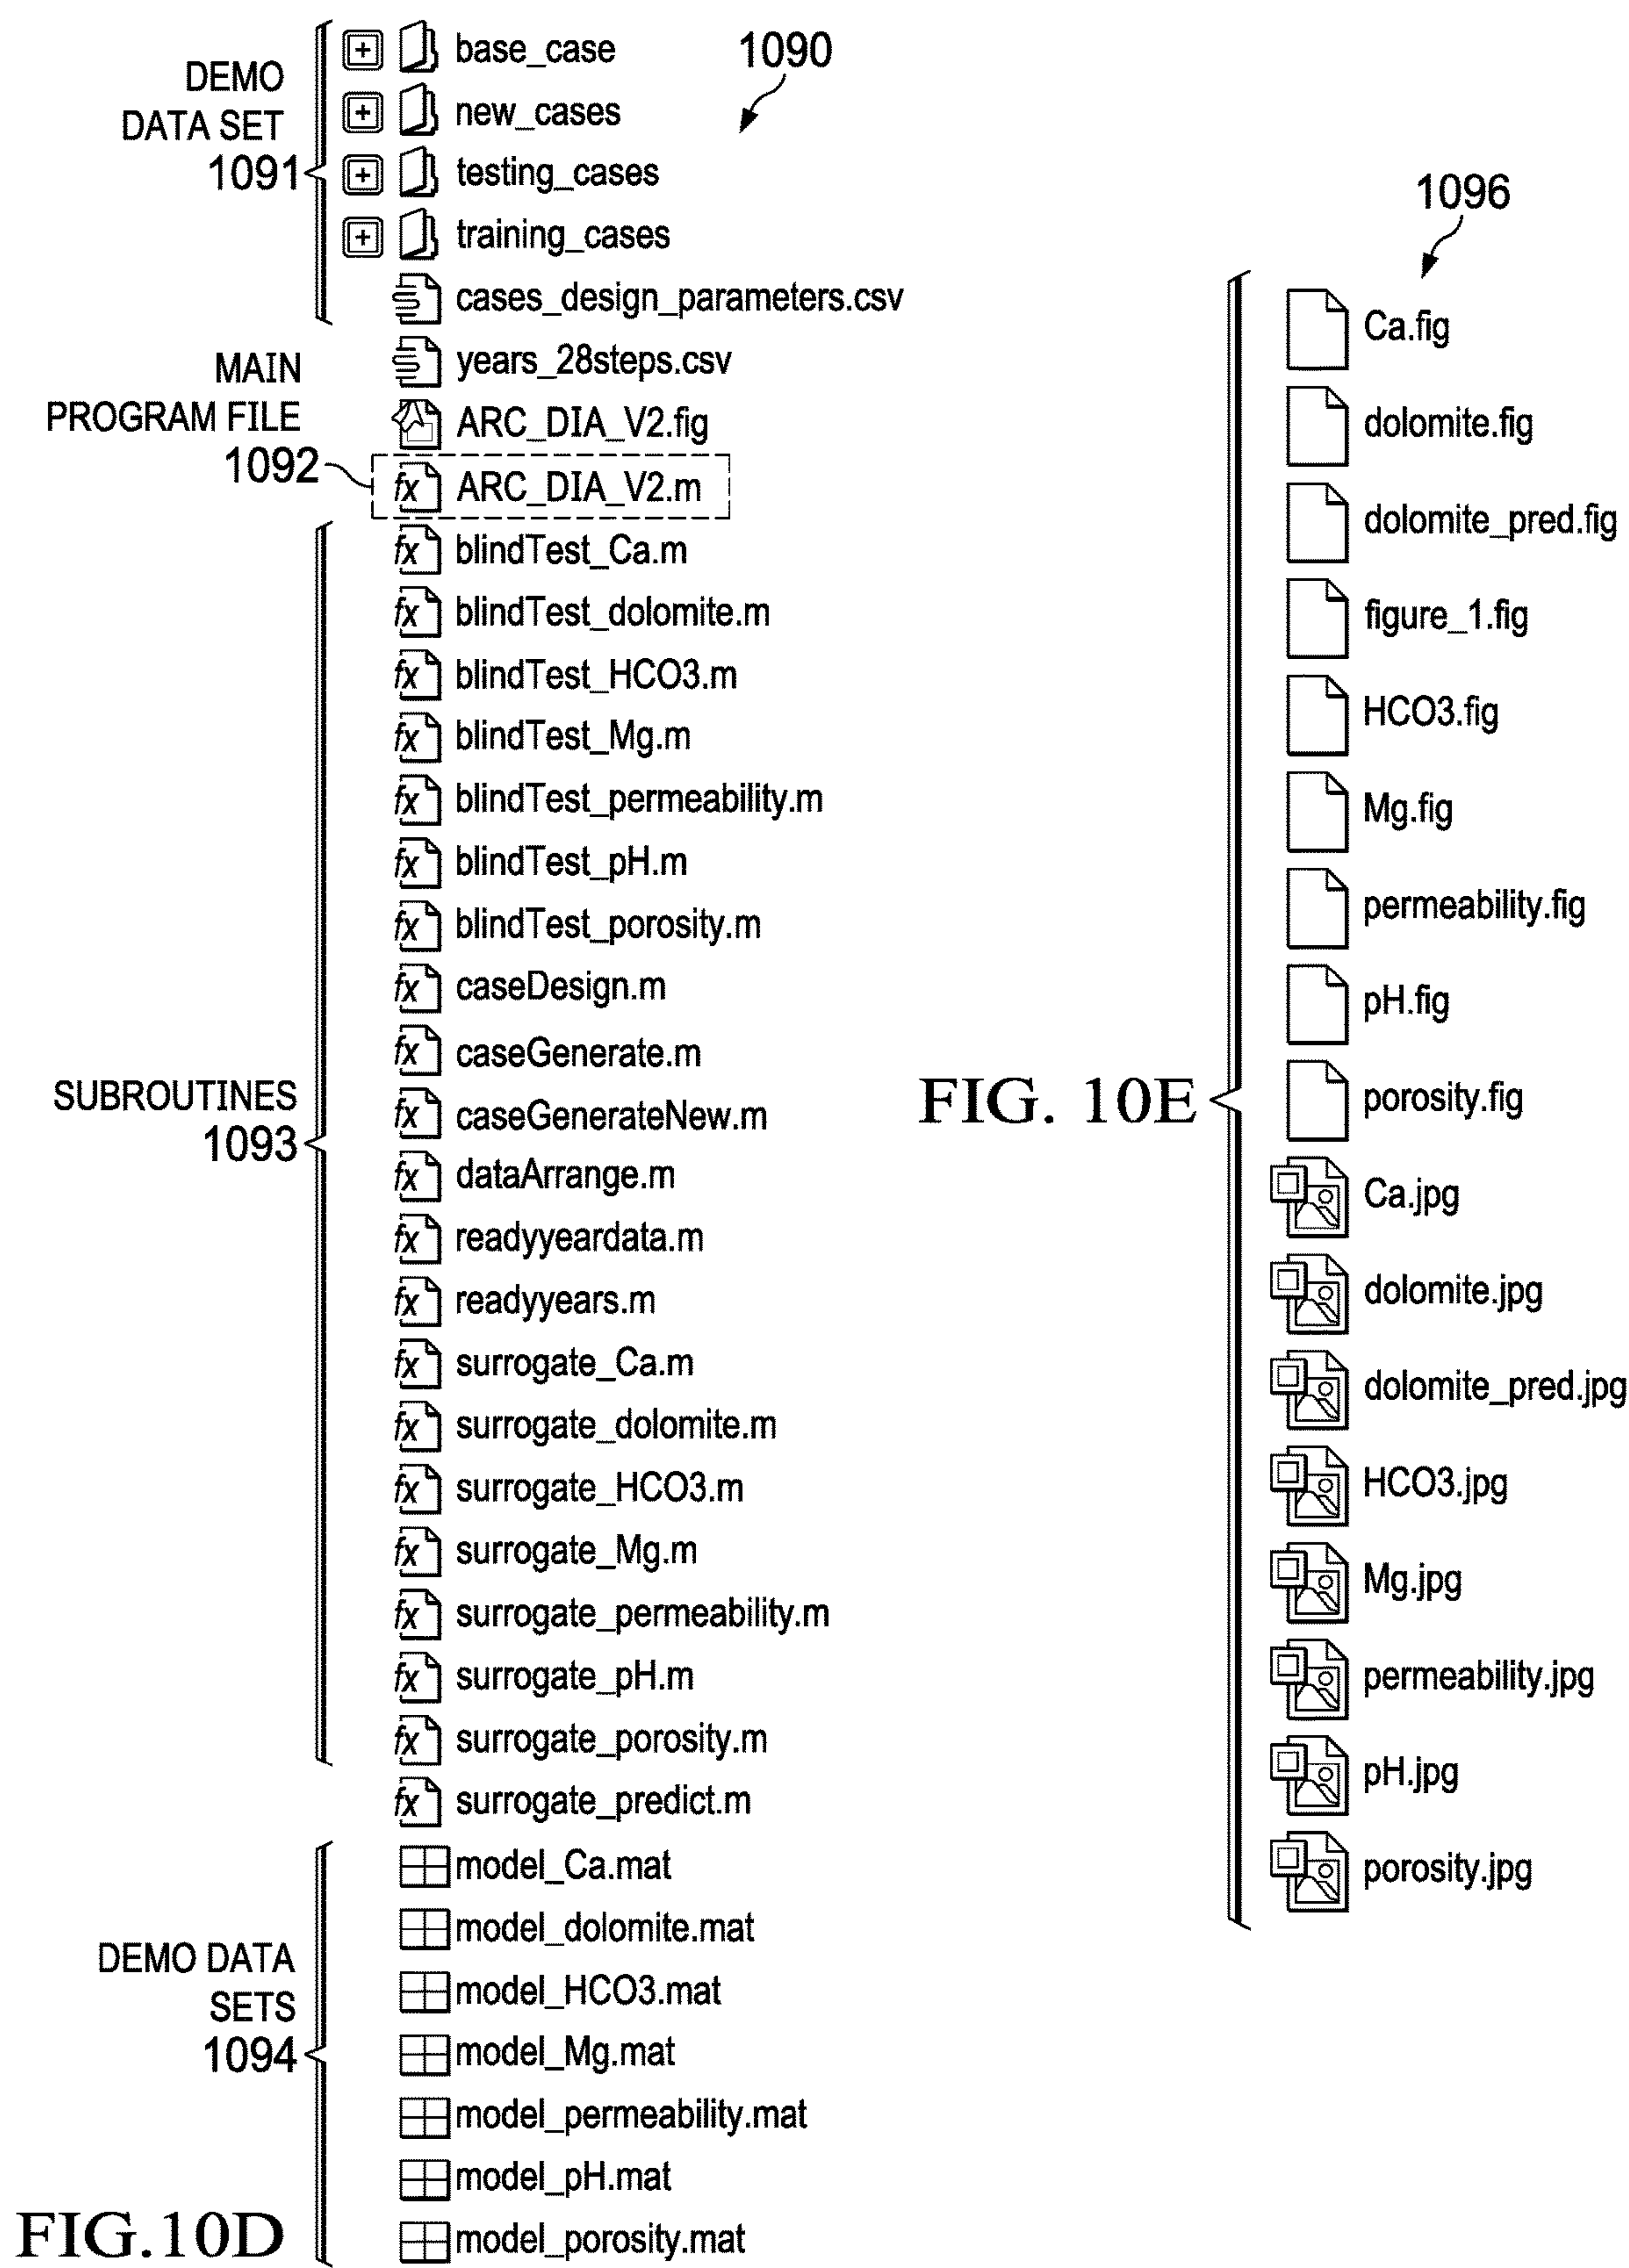 DEMO
DATA SET
1091
base_case
new_cases
testing_cases
training_cases
cases_design_parameters.csv
years_28steps.csv
ARC_DIA_V2.fig
MAIN
PROGRAM FILE
1092
ARC_DIA_V2.m
SUBROUTINES
1093
blindTest_Ca.m
blindTest_dolomite.m
blindTest_HCO3.m
blindTest_Mg.m
blindTest_permeability.m
blindTest_pH.m
blindTest_porosity.m
caseDesign.m
caseGenerate.m
caseGenerateNew.m
dataArrange.m
readyyeardata.m
readyyears.m
surrogate_Ca.m
surrogate_dolomite.m
surrogate_HCO3.m
surrogate_Mg.m
surrogate_permeability.m
surrogate_pH.m
surrogate_porosity.m
surrogate_predict.m
DEMO DATA
SETS
1094
model_Ca.mat
model_dolomite.mat
model_HCO3.mat
model_Mg.mat
model_permeability.mat
model_pH.mat
model_porosity.mat
FIG.10D
1090
1096
FIG. 10E
Ca.fig
dolomite.fig
dolomite_pred.fig
figure_1.fig
HCO3.fig
Mg.fig
permeability.fig
pH.fig
porosity.fig
Ca.jpg
dolomite.jpg
dolomite_pred.jpg
HCO3.jpg
Mg.jpg
permeability.jpg
pH.jpg
porosity.jpg